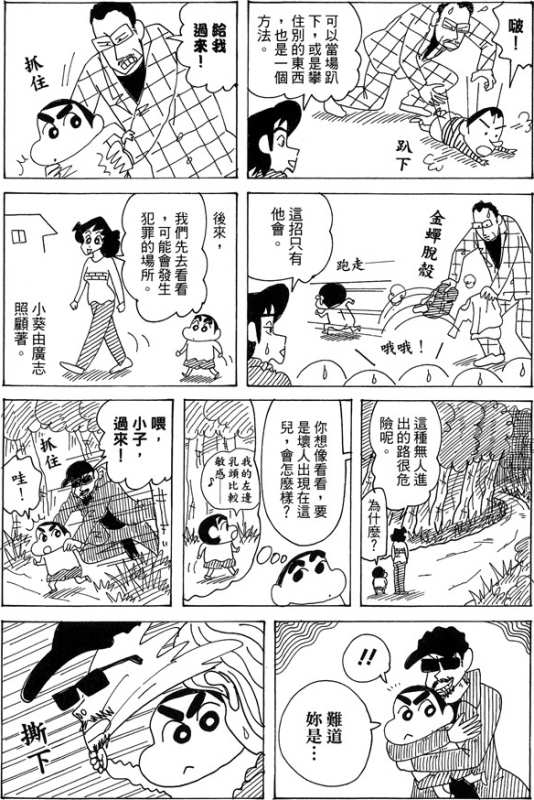 啵！
可以當場趴
下，或是攀
住別的東西
，也是一個
方法。
趴下
給我
過來！
抓住
金蟬脫殼
這招只有
他會。
跑走——
哦哦！
後來，
我們先去看看
，可能會發生
犯罪的場所。
小葵由廣志
照顧著。
這種無人進
出的路很危
險呢。
為什麼？
你想像看看，要
是壞人出現在這
兒，會怎麼樣？
我的左邊
乳頭比較
敏感—♪
喂，
小子，
過來！
抓住
哇！
!!
難道
妳是…
撕下